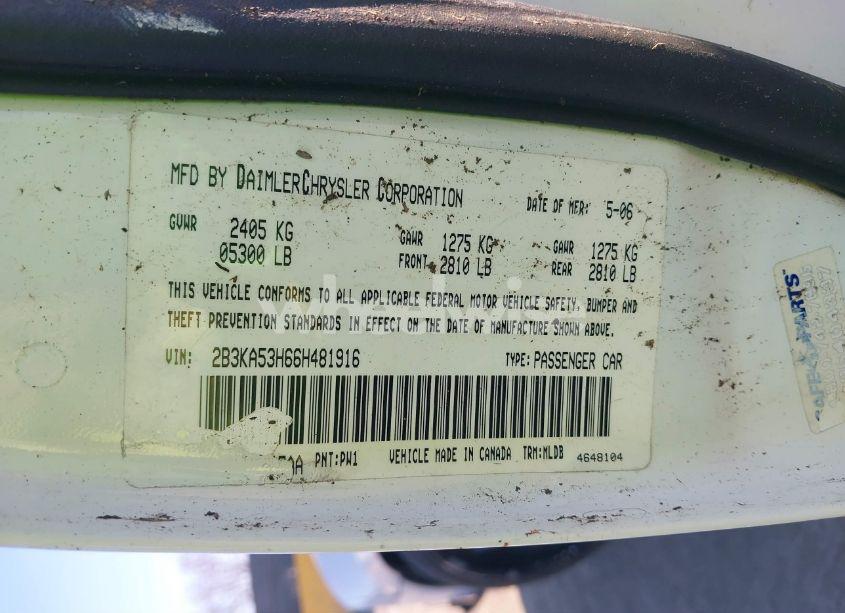 MFD BY DAIMLERCHRYSLER CORPORATION
DATE OF MFR: 5-06
GVWR 2405 KG
05300 LB
GAWR FRONT 1275 KG
2810 LB
GAWR REAR 1275 KG
2810 LB
THIS VEHICLE CONFORMS TO ALL APPLICABLE FEDERAL MOTOR VEHICLE SAFETY, BUMPER AND
THEFT PREVENTION STANDARDS IN EFFECT ON THE DATE OF MANUFACTURE SHOWN ABOVE.
VIN: 2B3KA53H66H481916 TYPE: PASSENGER CAR
PNT:PW1 VEHICLE MADE IN CANADA TRM:MLDB 4648104